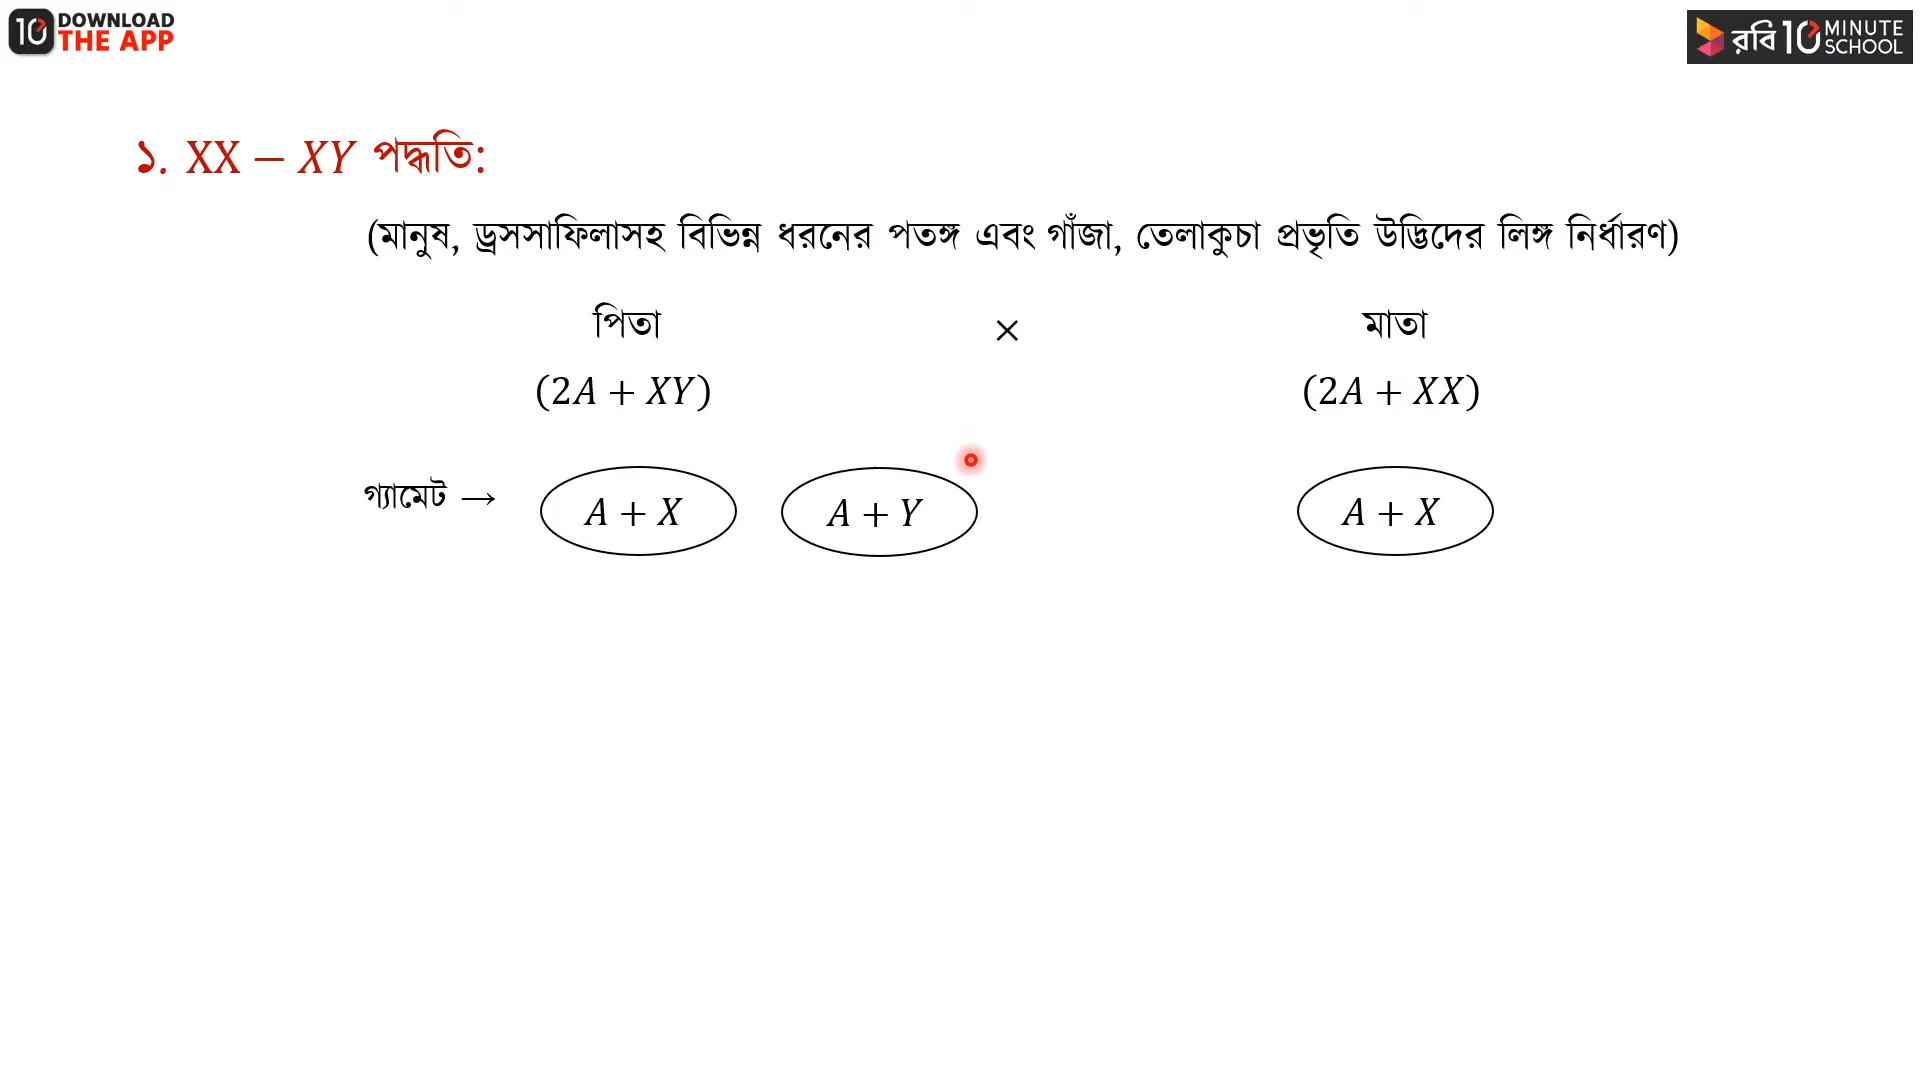 10 DOWNLOAD THE APP
রবি 10 MINUTE SCHOOL
১. XX – XY পদ্ধতি:
(মানুষ, ড্রসসাফিলাসহ বিভিন্ন ধরনের পতঙ্গ এবং গাঁজা, তেলাকুচা প্রভৃতি উদ্ভিদের লিঙ্গ নির্ধারণ)
পিতা × মাতা
(2A + XY) (2A + XX)
গ্যামেট → A + X A + Y A + X